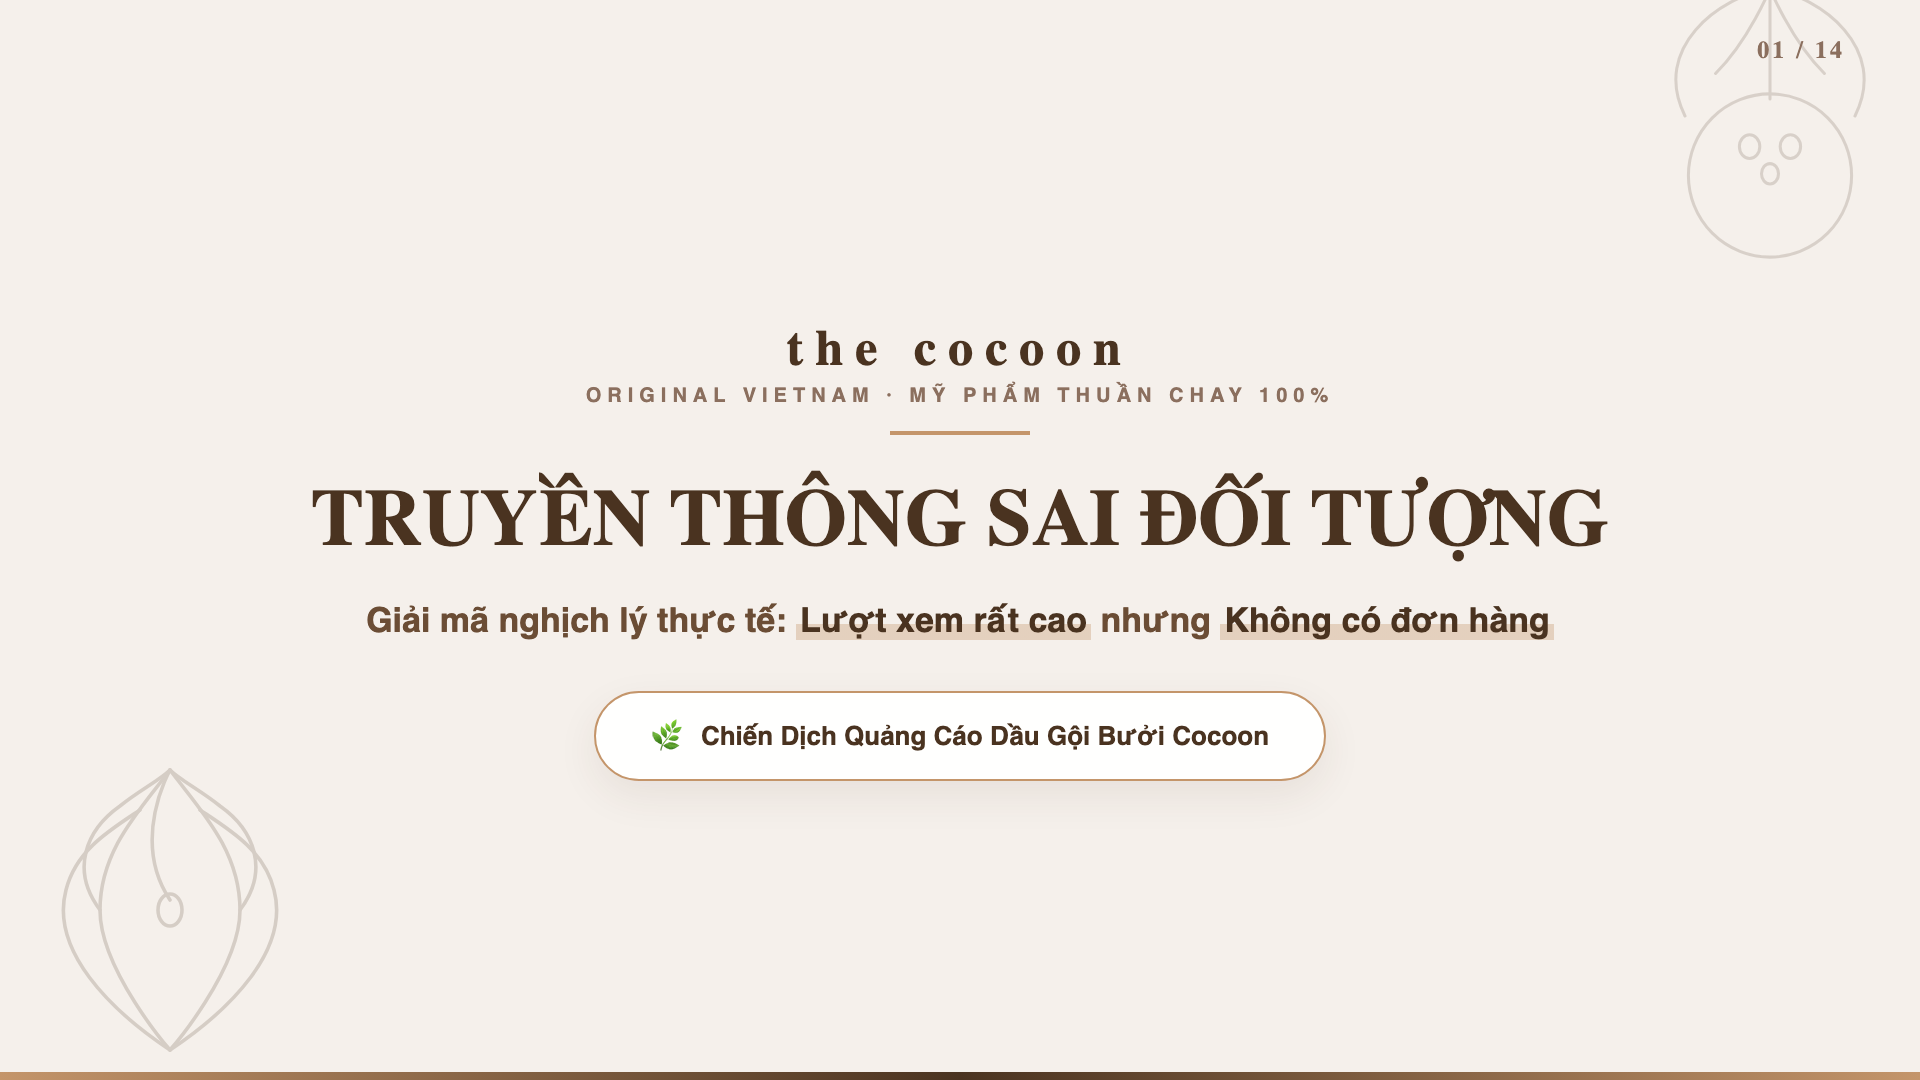 01 / 14
the cocoon
ORIGINAL VIETNAM · MỸ PHẨM THUẦN CHAY 100%
TRUYỀN THÔNG SAI ĐỐI TƯỢNG
Giải mã nghịch lý thực tế: Lượt xem rất cao nhưng Không có đơn hàng
🌿 Chiến Dịch Quảng Cáo Dầu Gội Bưởi Cocoon